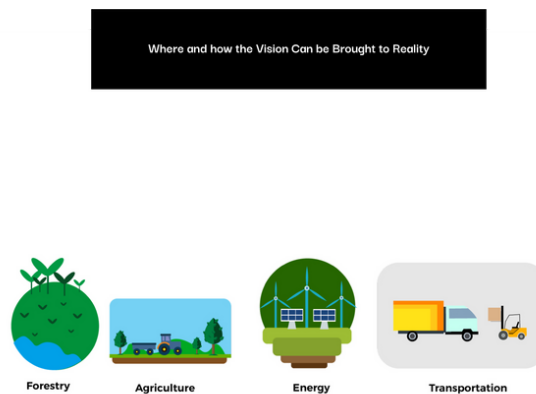 Where and how the Vision Can be Brought to Reality
Forestry
Agriculture
Energy
Transportation